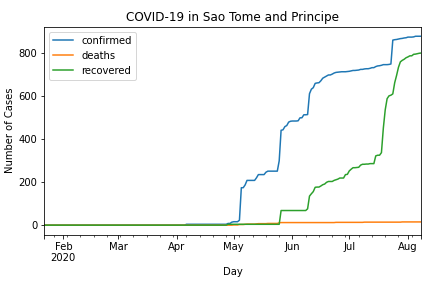 COVID-19 in Sao Tome and Principe
confirmed
deaths
recovered
Number of Cases
800
600
400
200
0
Feb Mar Apr May Jun Jul Aug
2020
Day